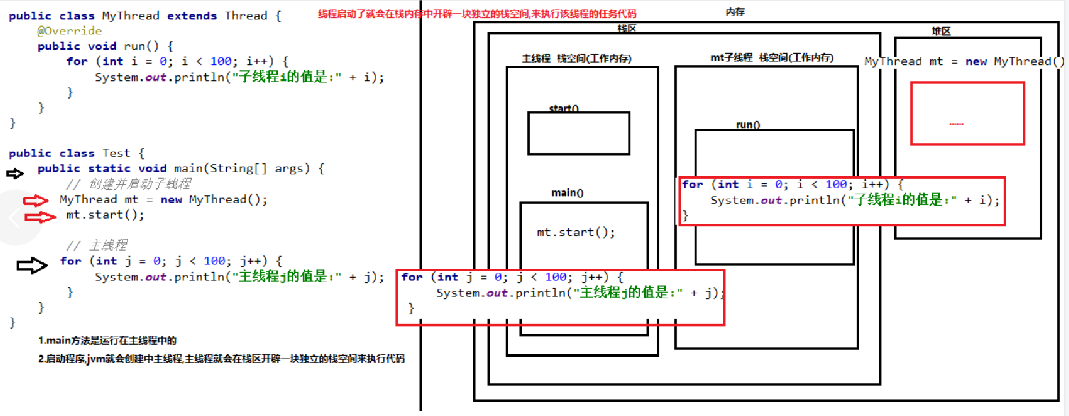 public class MyThread extends Thread {
@Override
public void run() {
for (int i = 0; i < 100; i++) {
System.out.println("子线程i的值是:" + i);
}
}
}
public class Test {
public static void main(String[] args) {
// 创建并启动子线程
MyThread mt = new MyThread();
mt.start();
// 主线程
for (int j = 0; j < 100; j++) {
System.out.println("主线程j的值是:" + j);
}
}
}
1.main方法是运行在主线程中的
2.启动程序,jvm就会创建中主线程,主线程就会在栈区开辟一块独立的栈空间来执行代码
线程启动了就会在栈内存中开辟一块独立的栈空间,来执行该线程的任务代码
内存
栈区
堆区
主线程 栈空间(工作内存)
mt子线程 栈空间(工作内存)
MyThread mt = new MyThread()
start()
......
run()
for (int i = 0; i < 100; i++) {
System.out.println("子线程i的值是:" + i);
}
main()
mt.start();
for (int j = 0; j < 100; j++) {
System.out.println("主线程j的值是:" + j);
}